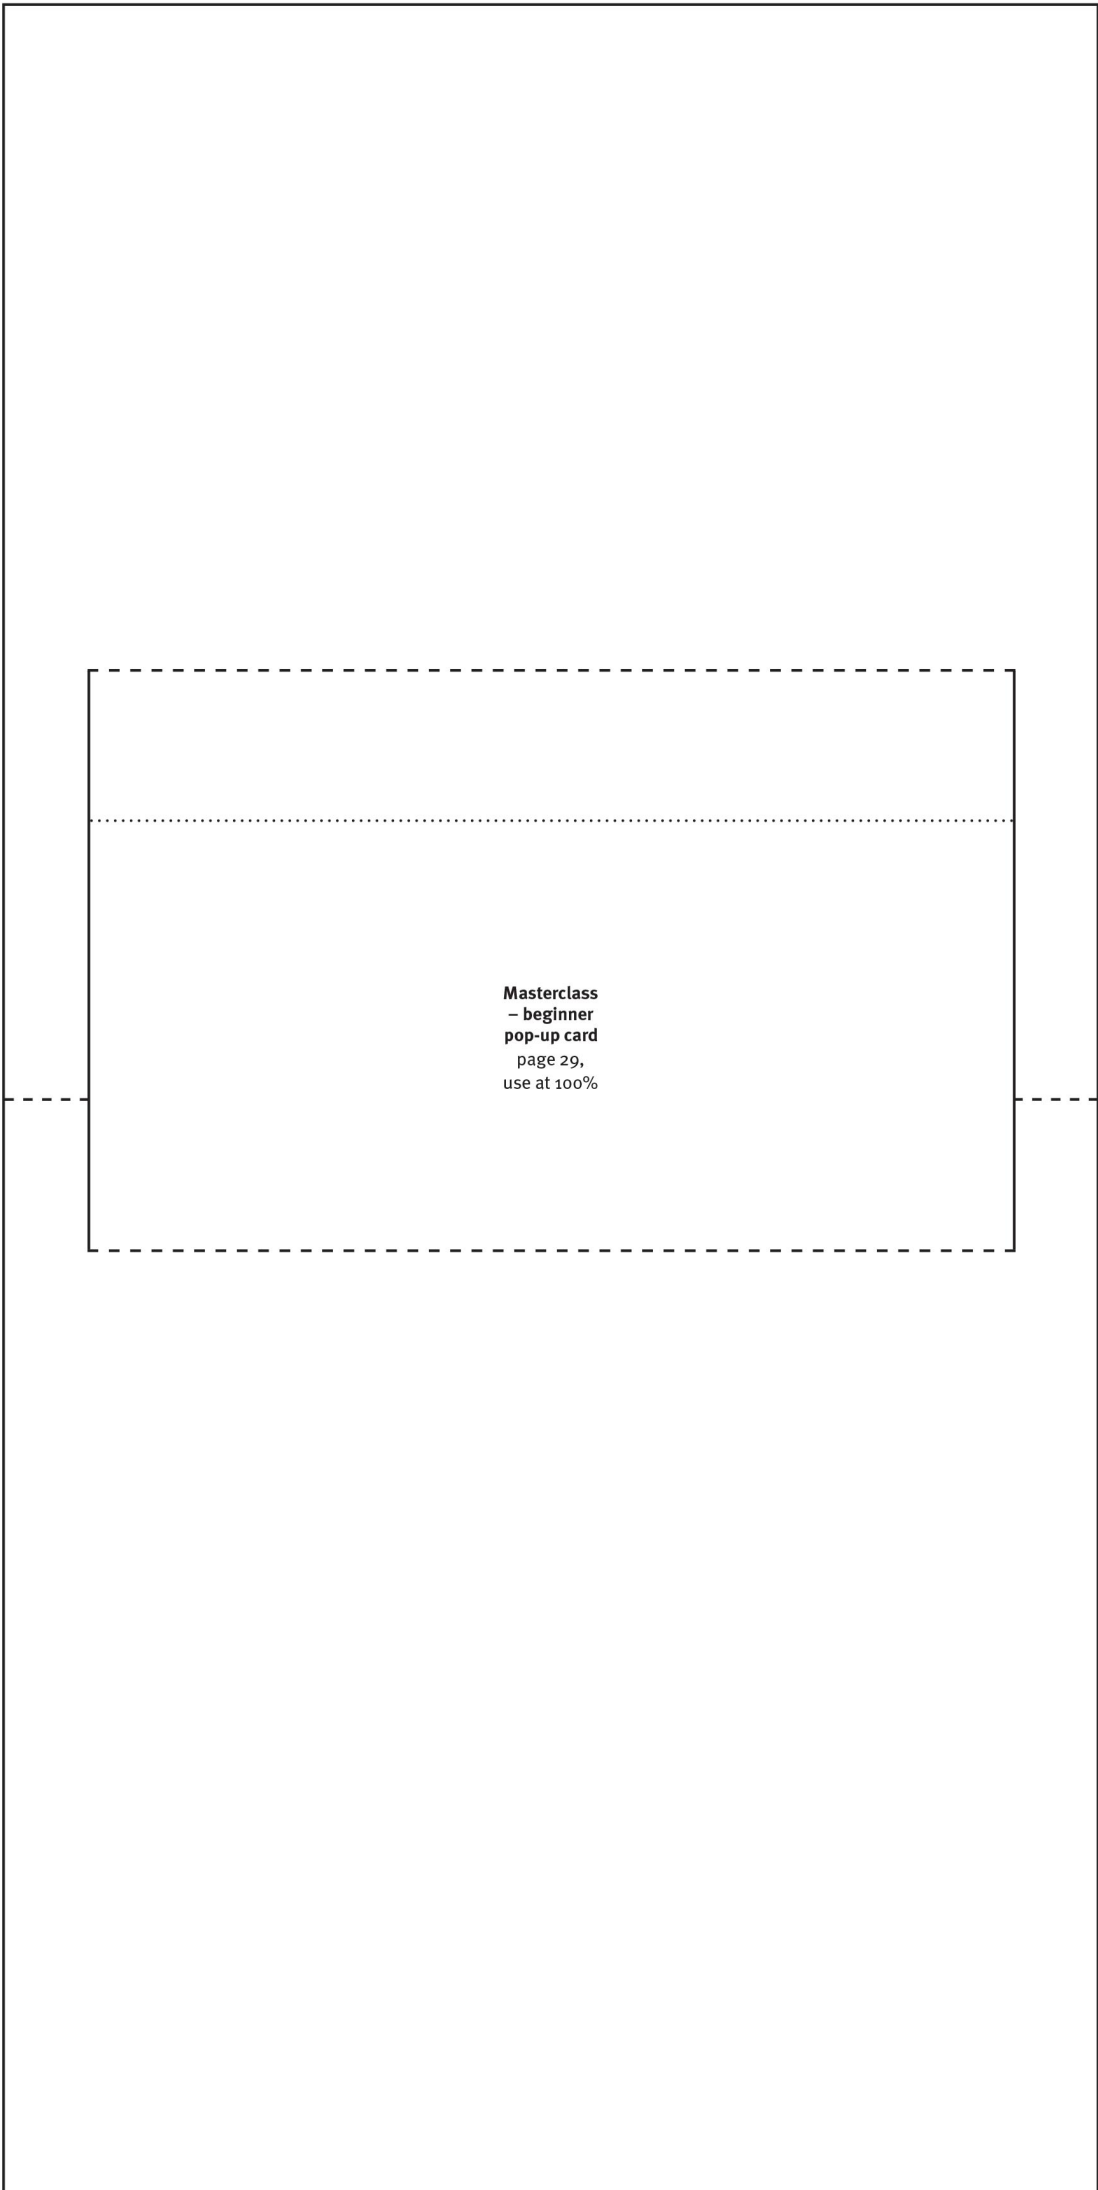 Masterclass
– beginner
pop-up card
page 29,
use at 100%